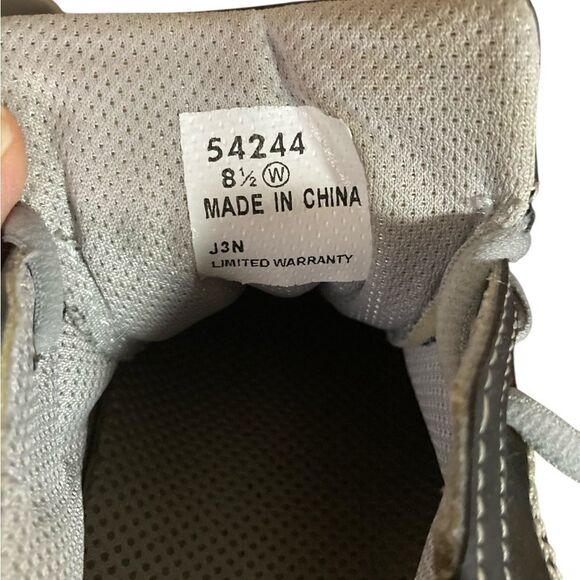 54244
8½ Ⓦ
MADE IN CHINA
J3N
LIMITED WARRANTY